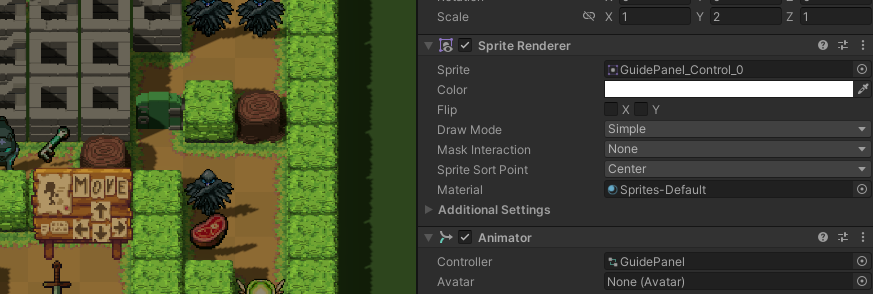 MOVE
Rotation
Scale X 1 Y 2 Z 1
Sprite Renderer
Sprite GuidePanel_Control_0
Color
Flip X Y
Draw Mode Simple
Mask Interaction None
Sprite Sort Point Center
Material Sprites-Default
Additional Settings
Animator
Controller GuidePanel
Avatar None (Avatar)